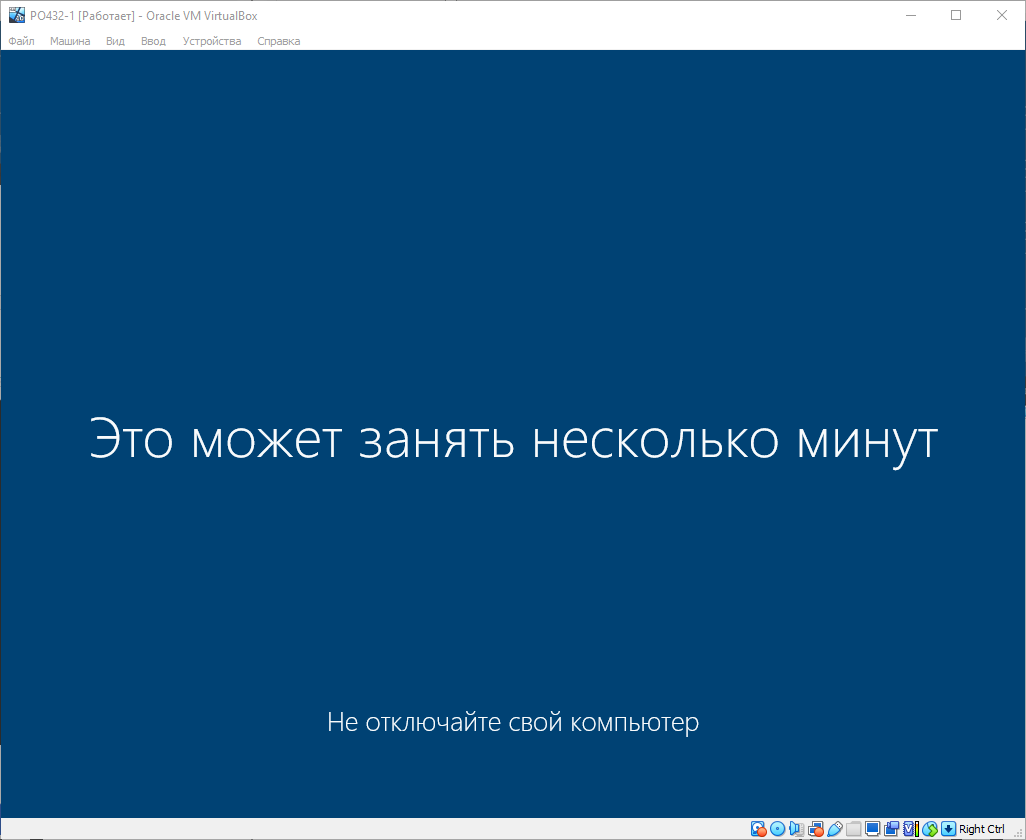 PO432-1 [Работает] - Oracle VM VirtualBox
Файл Машина Вид Ввод Устройства Справка
Это может занять несколько минут
Не отключайте свой компьютер
Right Ctrl